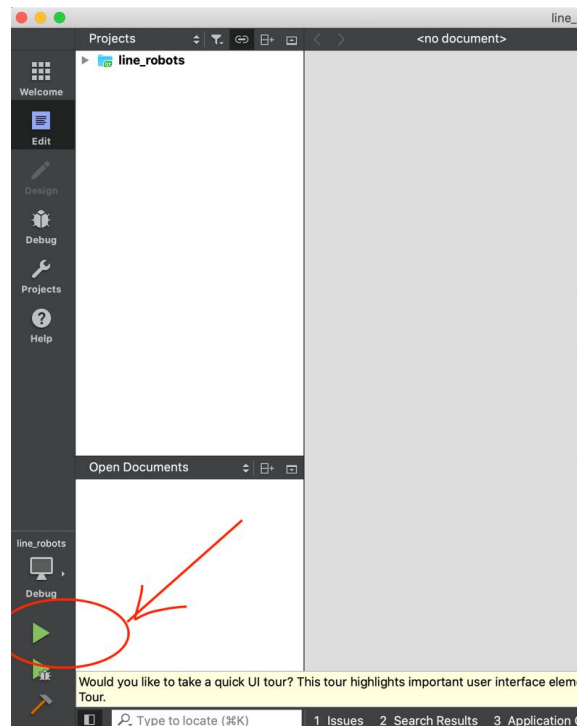 line_
Projects
<no document>
line_robots
Welcome
Edit
Design
Debug
Projects
Help
Open Documents
line_robots
Debug
Would you like to take a quick UI tour? This tour highlights important user interface elem
Tour.
Type to locate (⌘K)
1 Issues 2 Search Results 3 Application